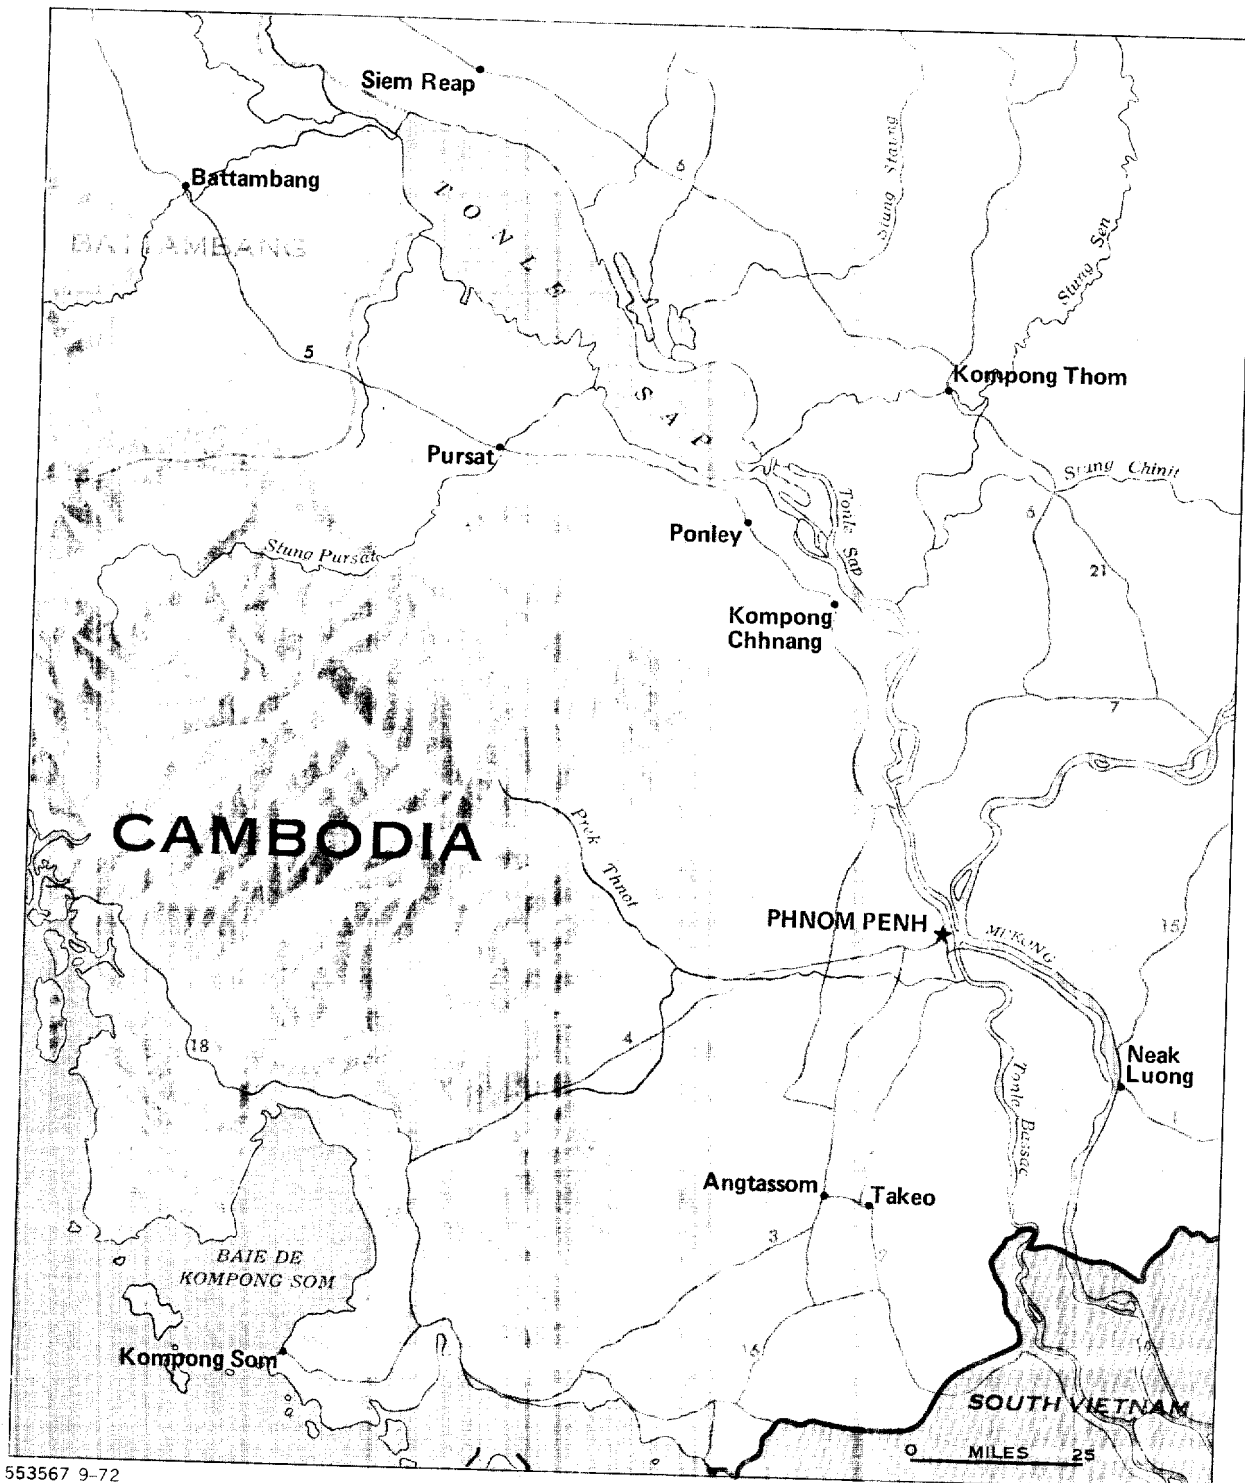 Siem Reap
Battambang
BATTAMBANG
TONLE SAP
6
Stung Staung
Stung Sen
5
Kompong Thom
Pursat
Stung Chinit
Ponley
Tonle Sap
6
21
Stung Pursat
Kompong
Chhnang
7
CAMBODIA
Prek Thnot
PHNOM PENH
MEKONG
15
18
4
Neak
Luong
Tonle Bassac
1
Angtassom
Takeo
3
2
BAIE DE
KOMPONG SOM
Kompong Som
16
SOUTH VIETNAM
0 MILES 25
553567 9-72